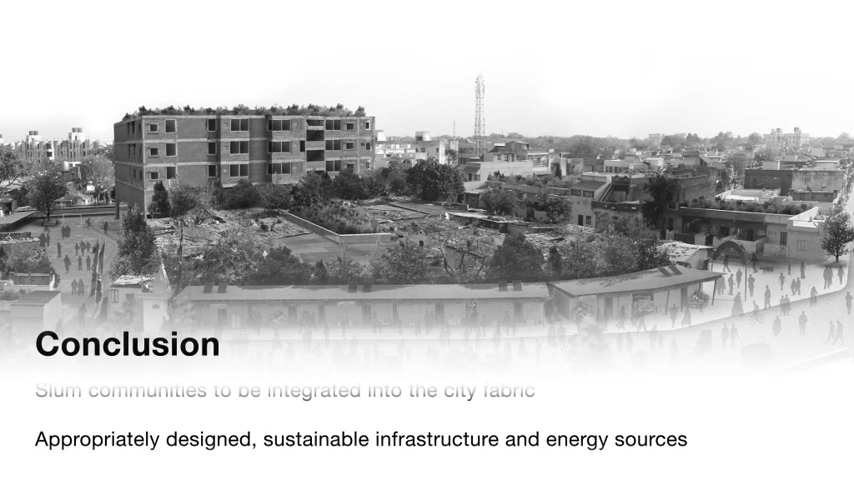 Conclusion
Slum communities to be integrated into the city fabric
Appropriately designed, sustainable infrastructure and energy sources